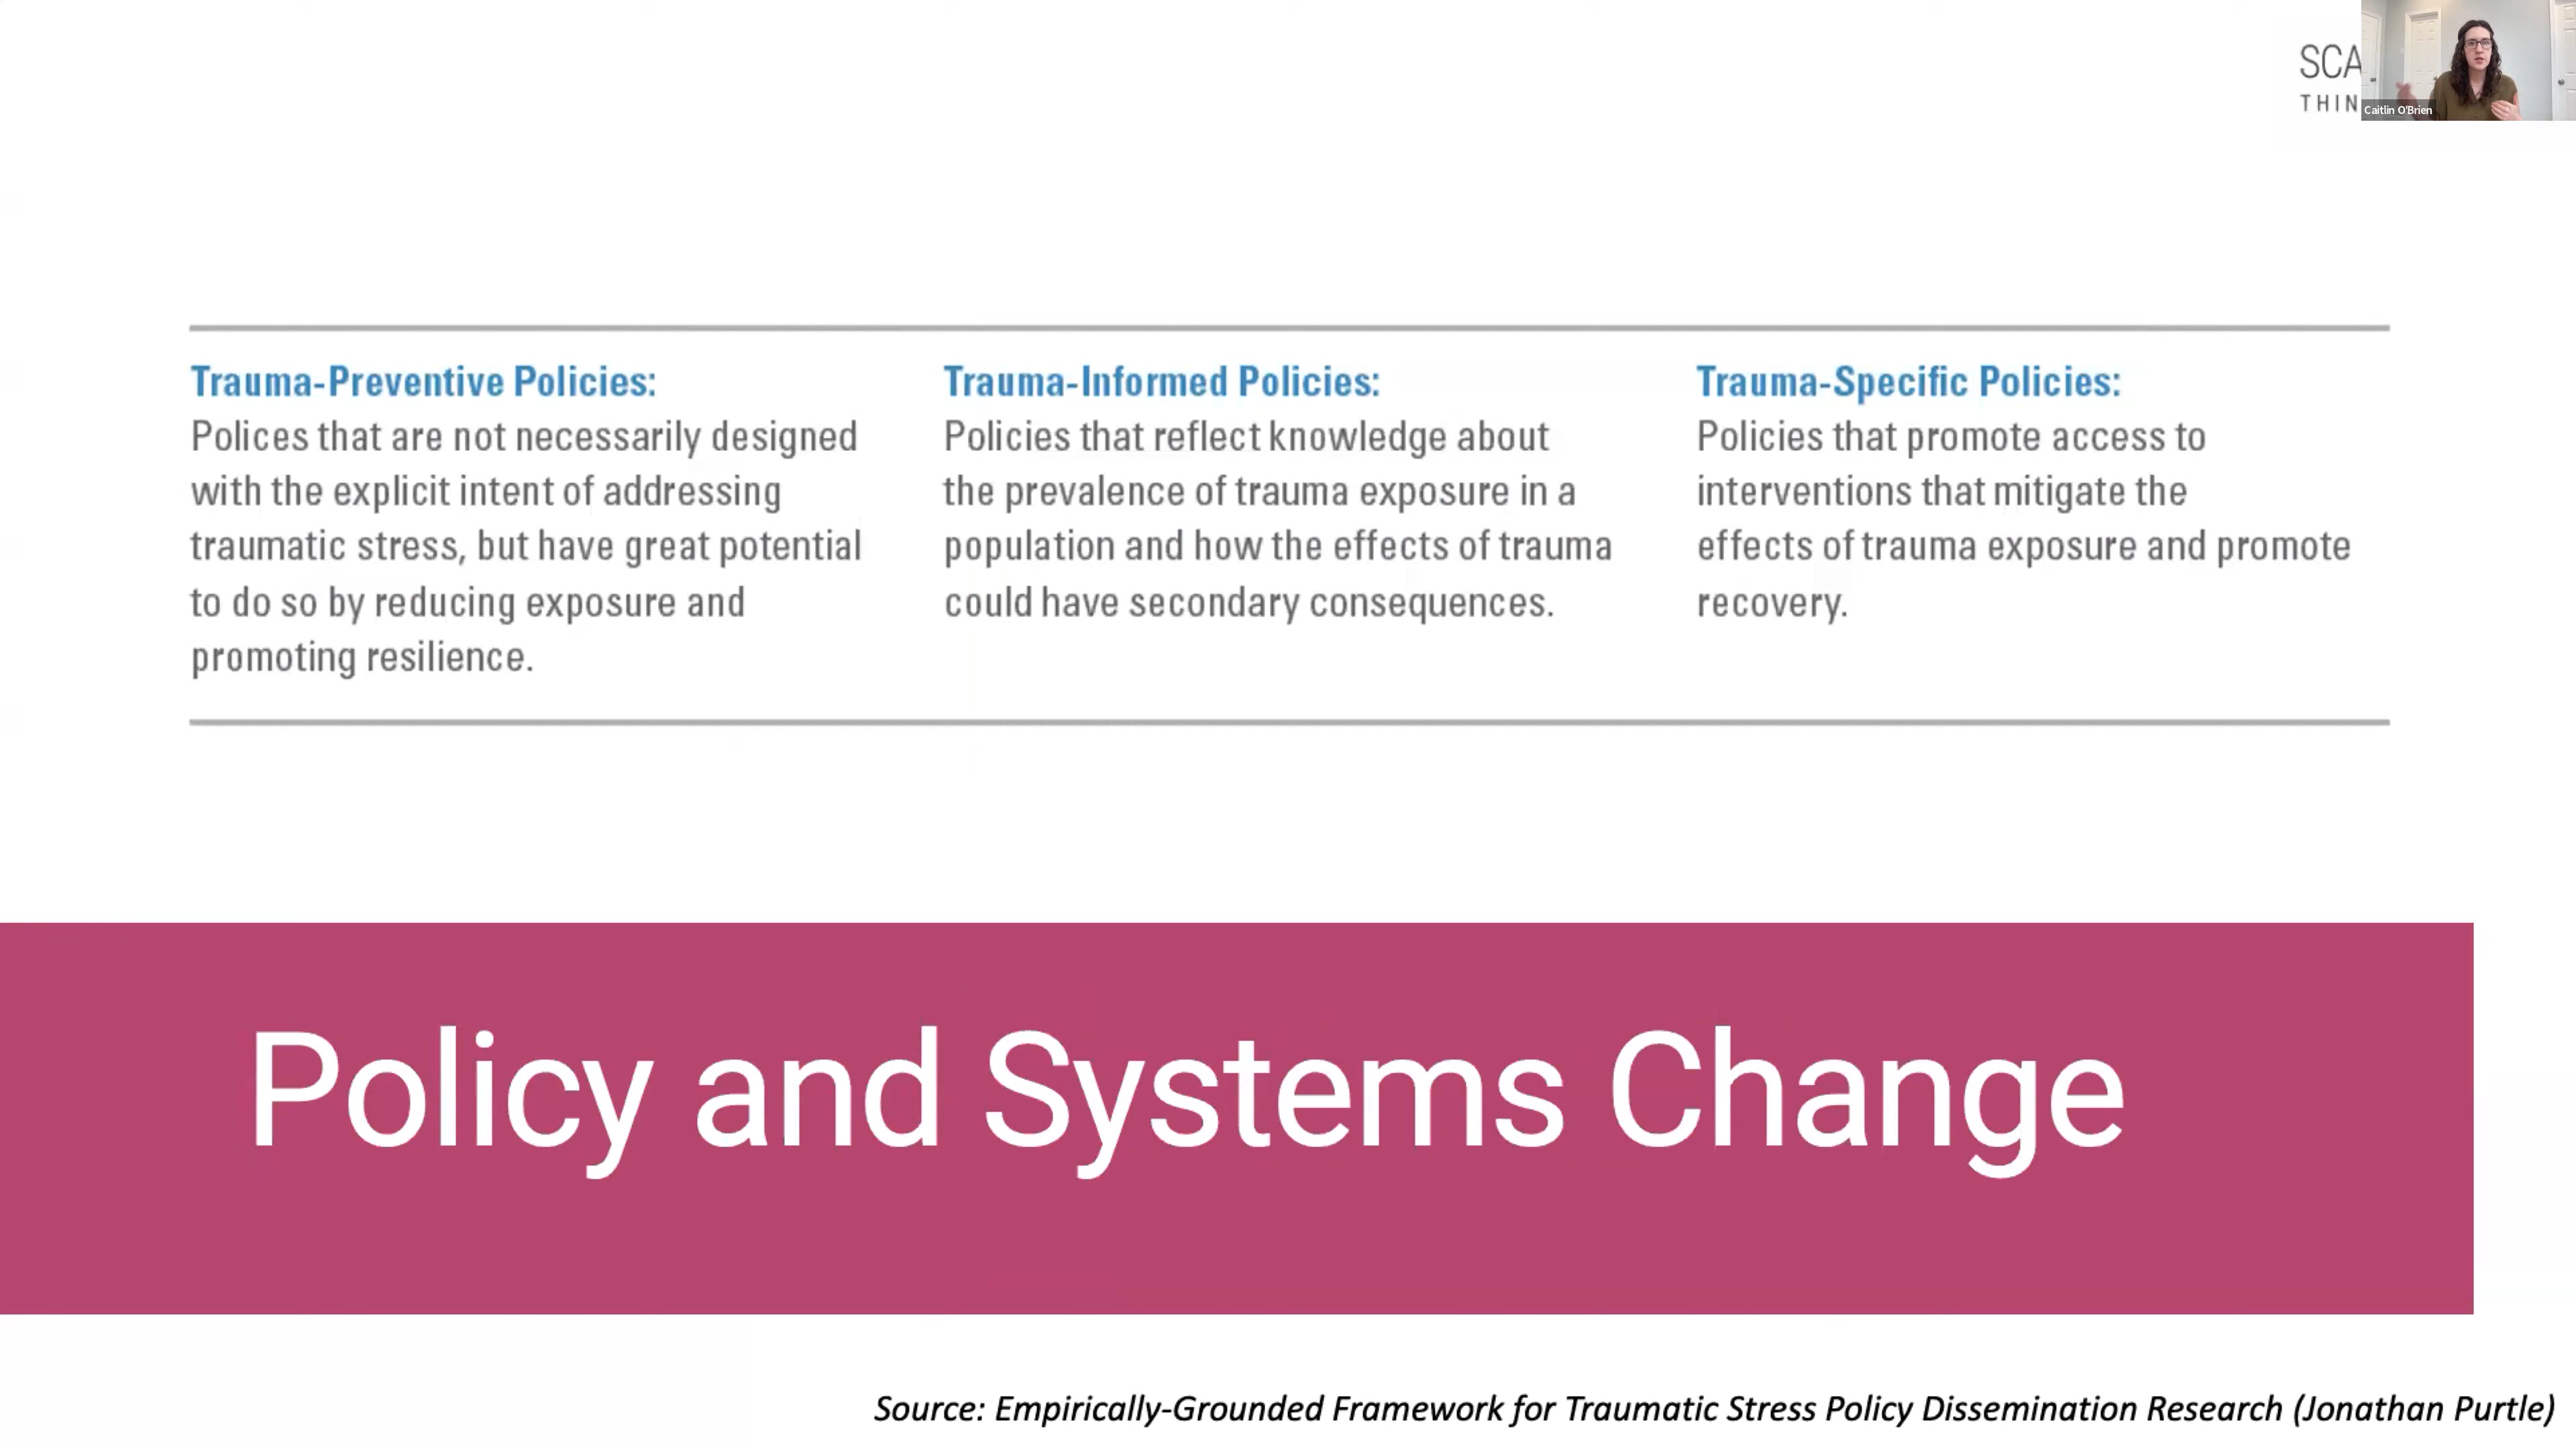 SCA
THIN
Caitlin O'Brien
Trauma-Preventive Policies:
Polices that are not necessarily designed
with the explicit intent of addressing
traumatic stress, but have great potential
to do so by reducing exposure and
promoting resilience.
Trauma-Informed Policies:
Policies that reflect knowledge about
the prevalence of trauma exposure in a
population and how the effects of trauma
could have secondary consequences.
Trauma-Specific Policies:
Policies that promote access to
interventions that mitigate the
effects of trauma exposure and promote
recovery.
Policy and Systems Change
Source: Empirically-Grounded Framework for Traumatic Stress Policy Dissemination Research (Jonathan Purtle)